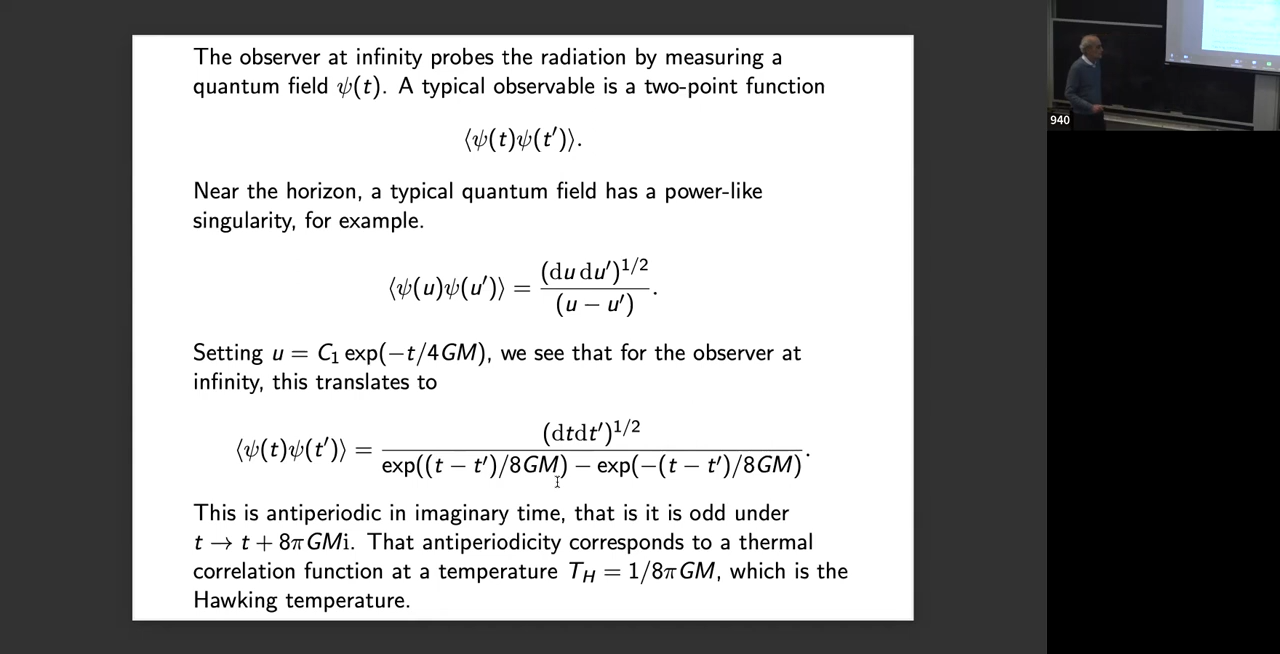 The observer at infinity probes the radiation by measuring a
quantum field ψ(t). A typical observable is a two-point function
⟨ψ(t)ψ(t′)⟩.
Near the horizon, a typical quantum field has a power-like
singularity, for example.
⟨ψ(u)ψ(u′)⟩ = (du du′)^{1/2} / (u − u′).
Setting u = C₁ exp(−t/4GM), we see that for the observer at
infinity, this translates to
⟨ψ(t)ψ(t′)⟩ = (dtdt′)^{1/2} / exp((t − t′)/8GM) − exp(−(t − t′)/8GM).
This is antiperiodic in imaginary time, that is it is odd under
t → t + 8πGMi. That antiperiodicity corresponds to a thermal
correlation function at a temperature T_H = 1/8πGM, which is the
Hawking temperature.
940